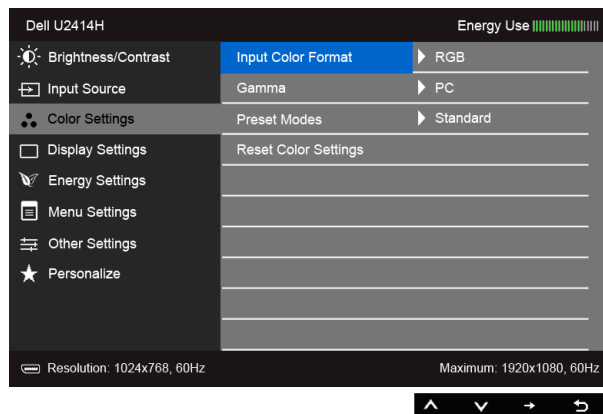 Dell U2414H Energy Use
Brightness/Contrast Input Color Format RGB
Input Source Gamma PC
Color Settings Preset Modes Standard
Display Settings Reset Color Settings
Energy Settings
Menu Settings
Other Settings
Personalize
Resolution: 1024x768, 60Hz Maximum: 1920x1080, 60Hz